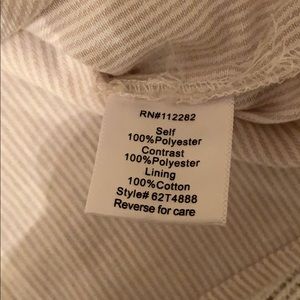 RN#112282
Self
100%Polyester
Contrast
100%Polyester
Lining
100%Cotton
Style# 62T4888
Reverse for care